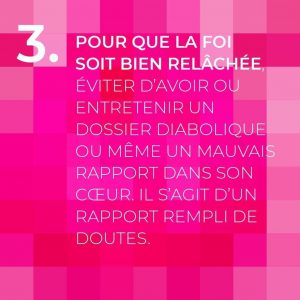 3. POUR QUE LA FOI
SOIT BIEN RELÂCHÉE,
ÉVITER D'AVOIR OU
ENTRETENIR UN
DOSSIER DIABOLIQUE
OU MÊME UN MAUVAIS
RAPPORT DANS SON
CŒUR. IL S'AGIT D'UN
RAPPORT REMPLI DE
DOUTES.